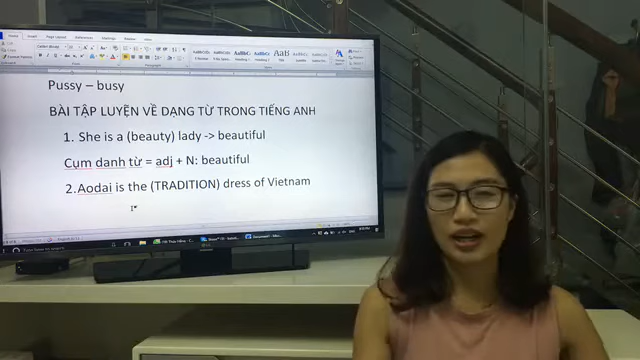 Pussy – busy
BÀI TẬP LUYỆN VỀ DẠNG TỪ TRONG TIẾNG ANH
1. She is a (beauty) lady -> beautiful
Cụm danh từ = adj + N: beautiful
2. Aodai is the (TRADITION) dress of Vietnam